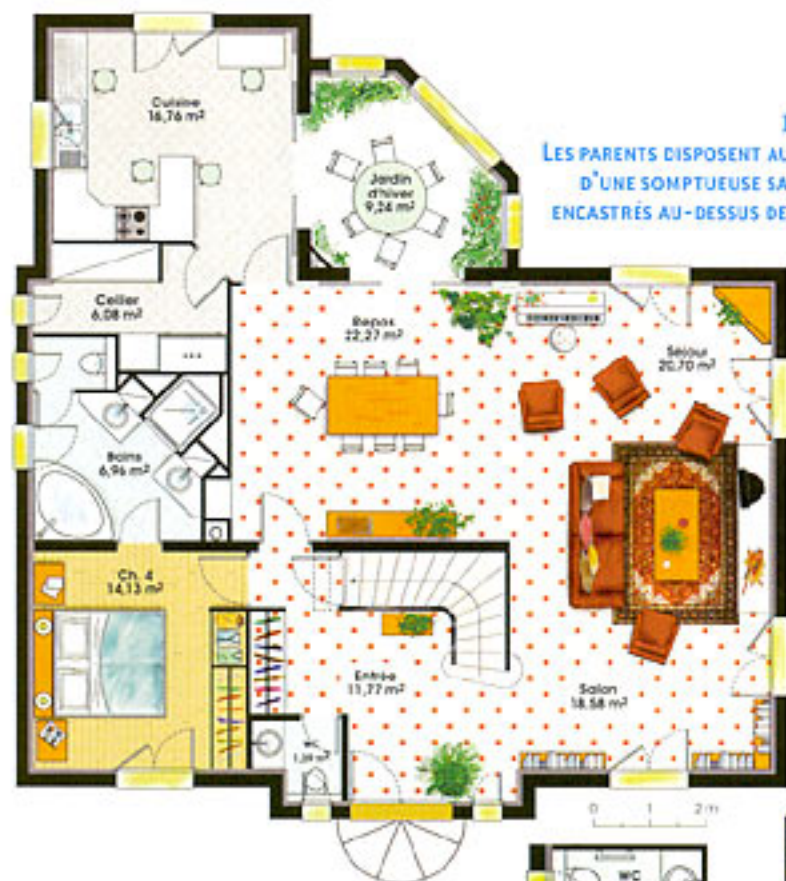 Cuisine
16,76 m²
Jardin
d'hiver
9,24 m²
LES PARENTS DISPOSENT AU
D'UNE SOMPTUEUSE SA
ENCASTRÉS AU-DESSUS DE
Cellier
6,08 m²
Repas
22,27 m²
Séjour
20,70 m²
Bains
6,96 m²
Ch. 4
14,13 m²
Entrée
11,77 m²
Salon
18,58 m²
0 1 2 m
WC